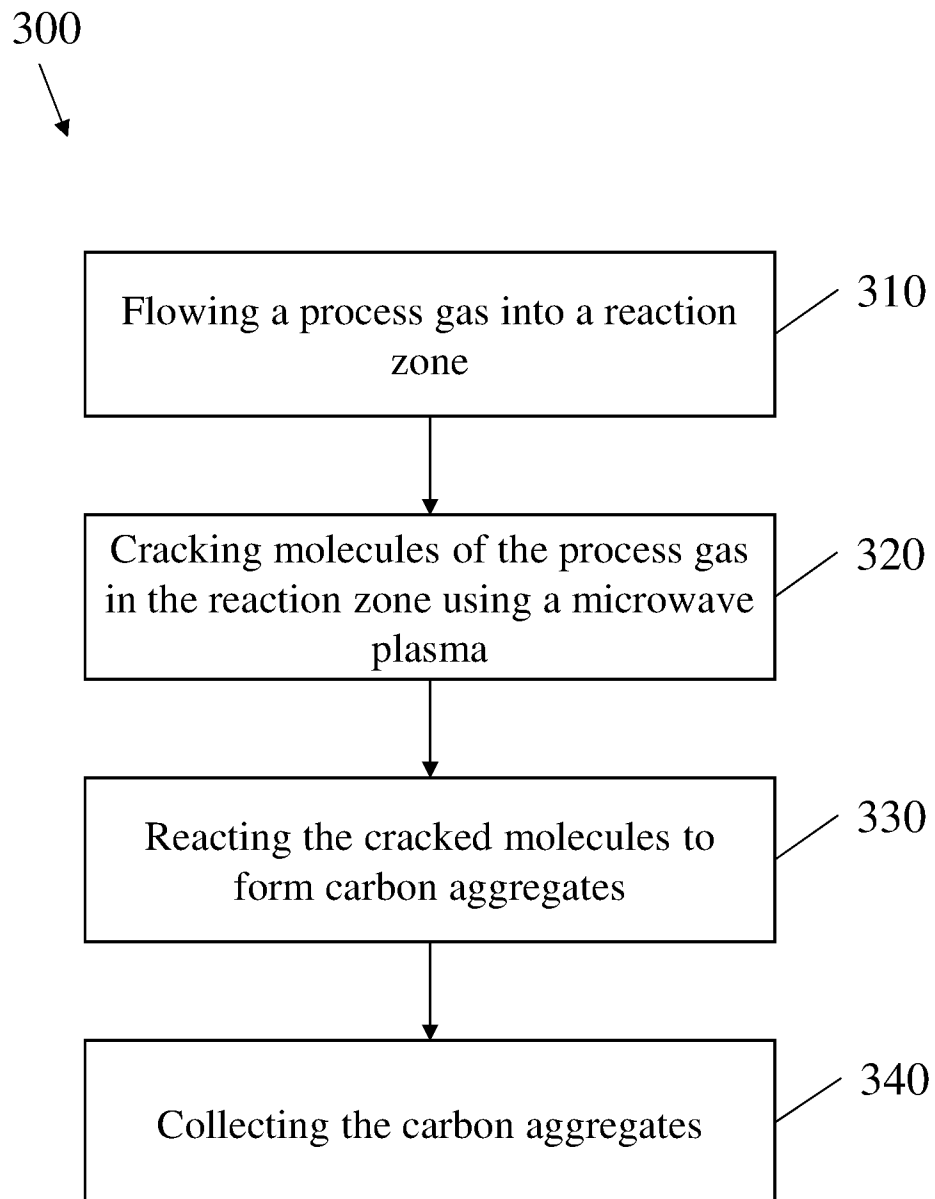 300
Flowing a process gas into a reaction
zone
310
Cracking molecules of the process gas
in the reaction zone using a microwave
plasma
320
Reacting the cracked molecules to
form carbon aggregates
330
Collecting the carbon aggregates
340